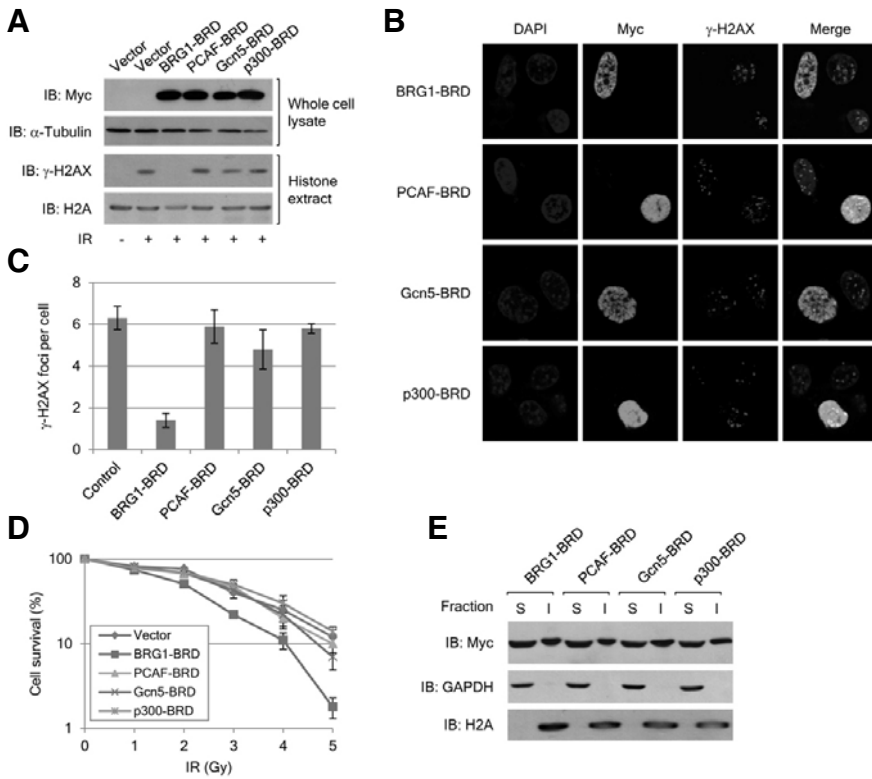 A
Vector
Vector
BRG1-BRD
PCAF-BRD
Gcn5-BRD
p300-BRD
IB: Myc
IB: α-Tubulin
Whole cell
lysate
IB: γ-H2AX
IB: H2A
Histone
extract
IR - + + + + +
B
DAPI Myc γ-H2AX Merge
BRG1-BRD
PCAF-BRD
Gcn5-BRD
p300-BRD
C
γ-H2AX foci per cell
8
6
4
2
0
Control
BRG1-BRD
PCAF-BRD
Gcn5-BRD
p300-BRD
D
Cell survival (%)
100
10
1
Vector
BRG1-BRD
PCAF-BRD
Gcn5-BRD
p300-BRD
0 1 2 3 4 5
IR (Gy)
E
BRG1-BRD
PCAF-BRD
Gcn5-BRD
p300-BRD
Fraction S I S I S I S I
IB: Myc
IB: GAPDH
IB: H2A